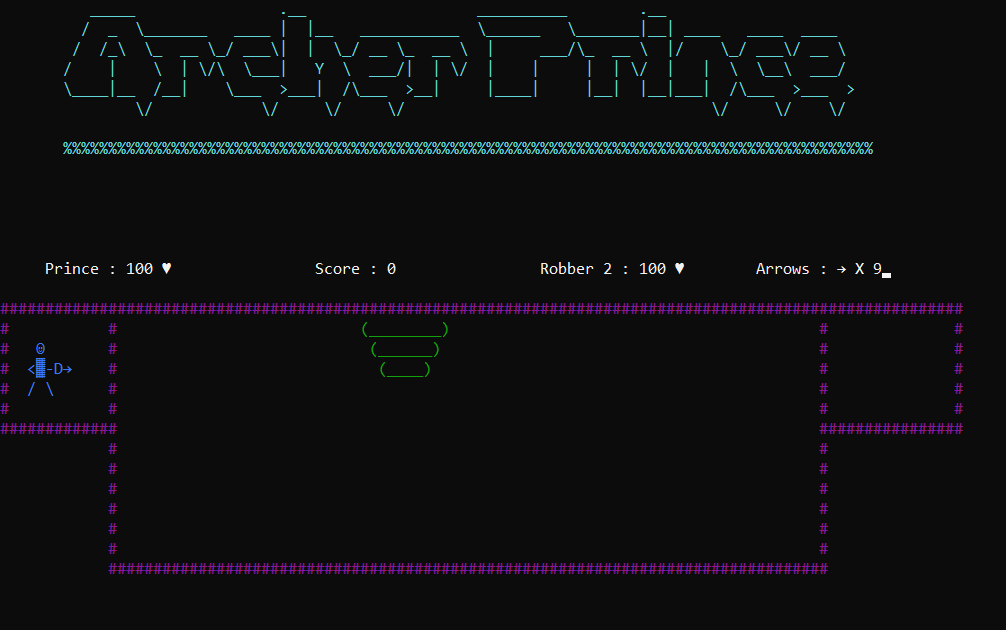 Archer Prince
Prince : 100 ♥ Score : 0 Robber 2 : 100 ♥ Arrows : → X 9